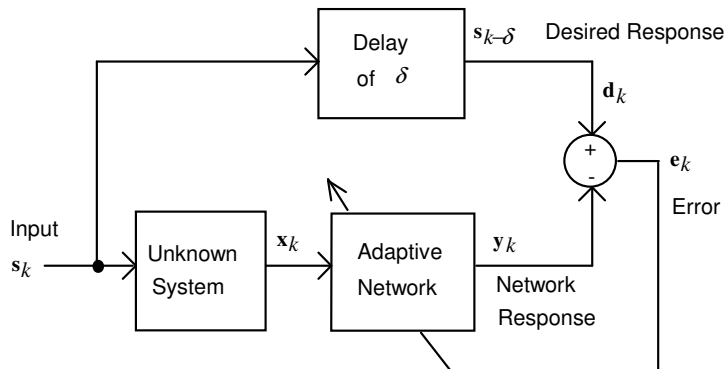 s_{k–δ}
Desired Response
Delay
of δ
d_k
+
-
e_k
Error
Input
s_k
Unknown
System
x_k
Adaptive
Network
y_k
Network
Response